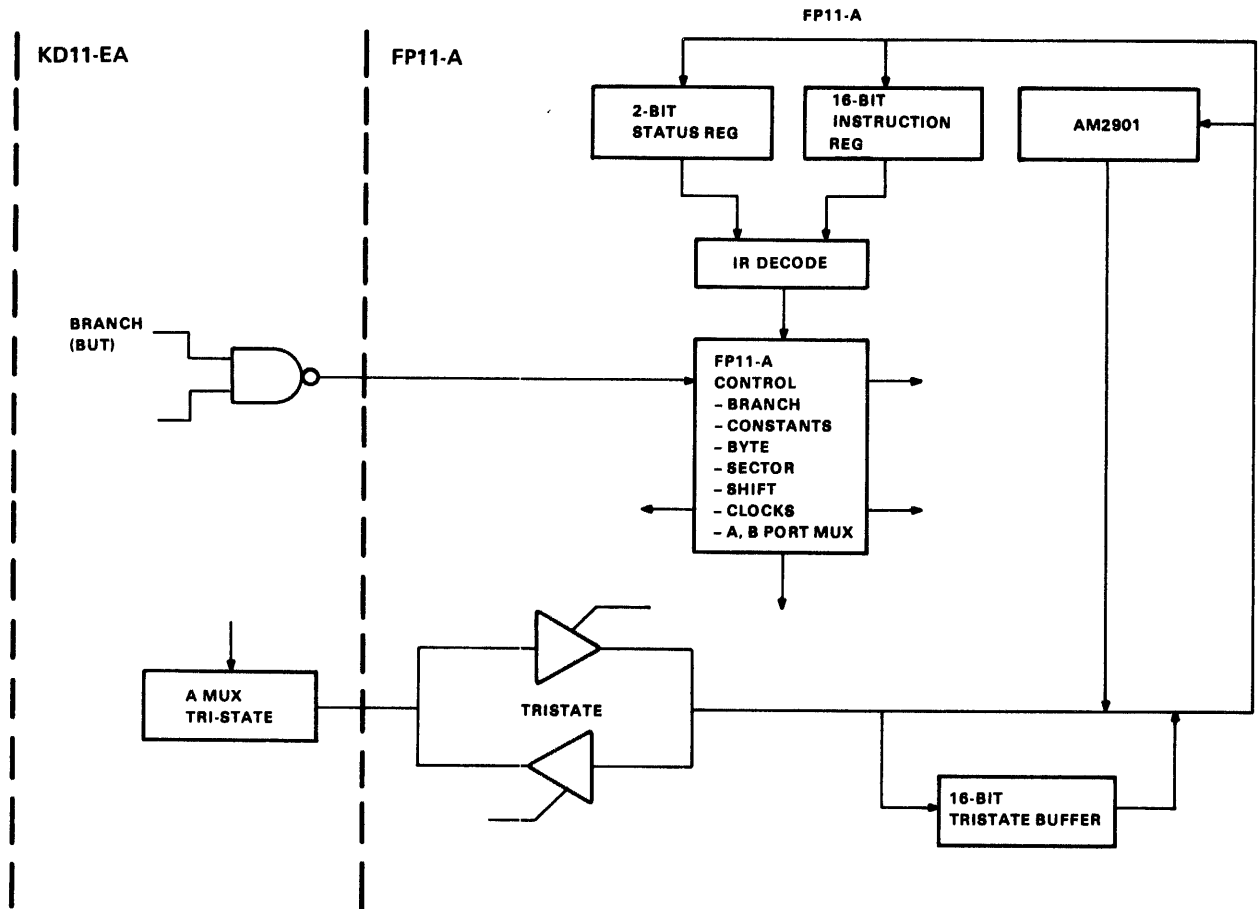 FP11-A
KD11-EA
FP11-A
2-BIT
STATUS REG
16-BIT
INSTRUCTION
REG
AM2901
IR DECODE
BRANCH
(BUT)
FP11-A
CONTROL
– BRANCH
– CONSTANTS
– BYTE
– SECTOR
– SHIFT
– CLOCKS
– A, B PORT MUX
A MUX
TRI-STATE
TRISTATE
16-BIT
TRISTATE BUFFER